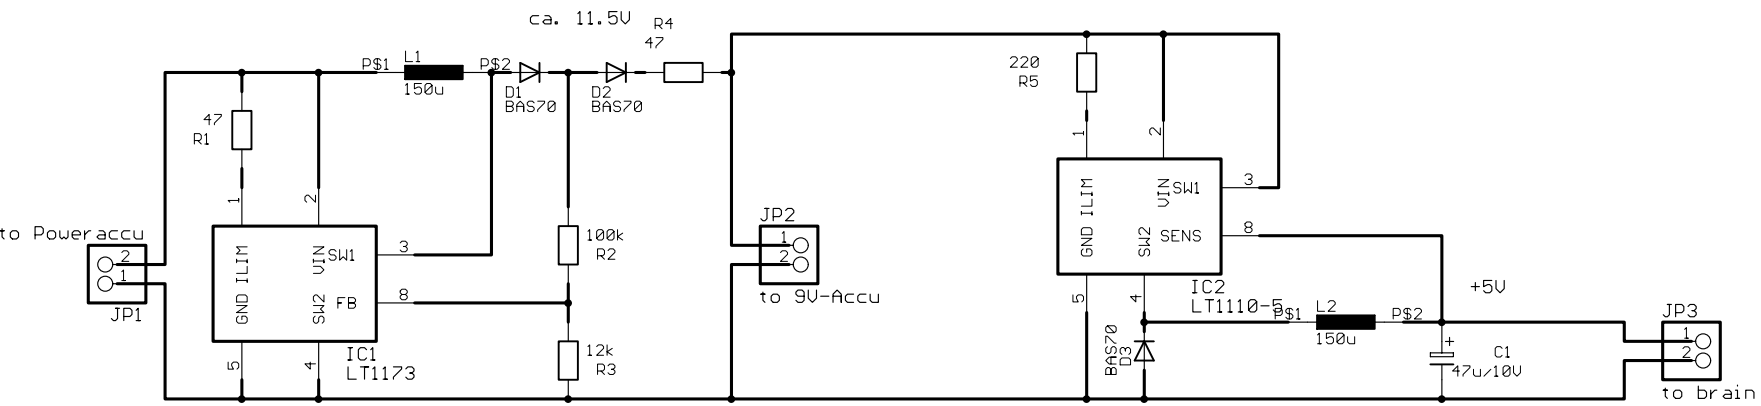 ca. 11.5V
R4
47
P$1
L1
150u
P$2
D1
BAS70
D2
BAS70
47
R1
1
2
GND
ILIM
VIN
SW1
SW2
FB
3
8
5
4
IC1
LT1173
to Poweraccu
2
1
JP1
100k
R2
12k
R3
JP2
1
2
to 9V-Accu
220
R5
1
2
GND
ILIM
VIN
SW1
SW2
SENS
3
8
5
4
IC2
LT1110-5
BAS70
D3
P$1
L2
150u
P$2
+5V
+
C1
47u/10V
JP3
1
2
to brain